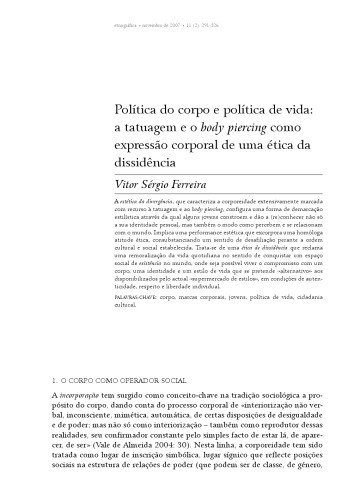 etnográfica • novembro de 2007 • 11 (2): 291-326
Política do corpo e política de vida:
a tatuagem e o body piercing como
expressão corporal de uma ética da
dissidência
Vitor Sérgio Ferreira
A estética da divergência, que caracteriza a corporeidade extensivamente marcada
com recurso à tatuagem e ao body piercing, configura uma forma de demarcação
estilística através da qual alguns jovens constroem e dão a (re)conhecer não só
a sua identidade pessoal, mas também o modo como percebem e se relacionam
com o mundo. Implica uma performance estética que excorpora uma homóloga
atitude ética, consubstanciando um sentido de desafiliação perante a ordem
cultural e social estabelecida. Trata-se de uma ética de dissidência que reclama
uma remoralização da vida quotidiana no sentido de conquistar um espaço
social de existência no mundo, onde seja possível viver o compromisso com um
corpo, uma identidade e um estilo de vida que se pretende «alternativo» aos
disponibilizados pelo actual «supermercado de estilos», em condições de auten-
ticidade, respeito e liberdade individual.
PALAVRAS-CHAVE: corpo, marcas corporais, jovens, política de vida, cidadania
cultural.
1. O CORPO COMO OPERADOR SOCIAL
A incorporação tem surgido como conceito-chave na tradição sociológica a pro-
pósito do corpo, dando conta do processo corporal de «interiorização não ver-
bal, inconsciente, mimética, automática, de certas disposições de desigualdade
e de poder; mas não só como interiorização – também como reprodutor dessas
realidades, seu confirmador constante pelo simples facto de estar lá, de apare-
cer, de ser» (Vale de Almeida 2004: 30). Nesta linha, a corporeidade tem sido
tratada como lugar de inscrição simbólica, lugar sígnico que reflecte posições
sociais na estrutura de relações de poder (que podem ser de classe, de género,